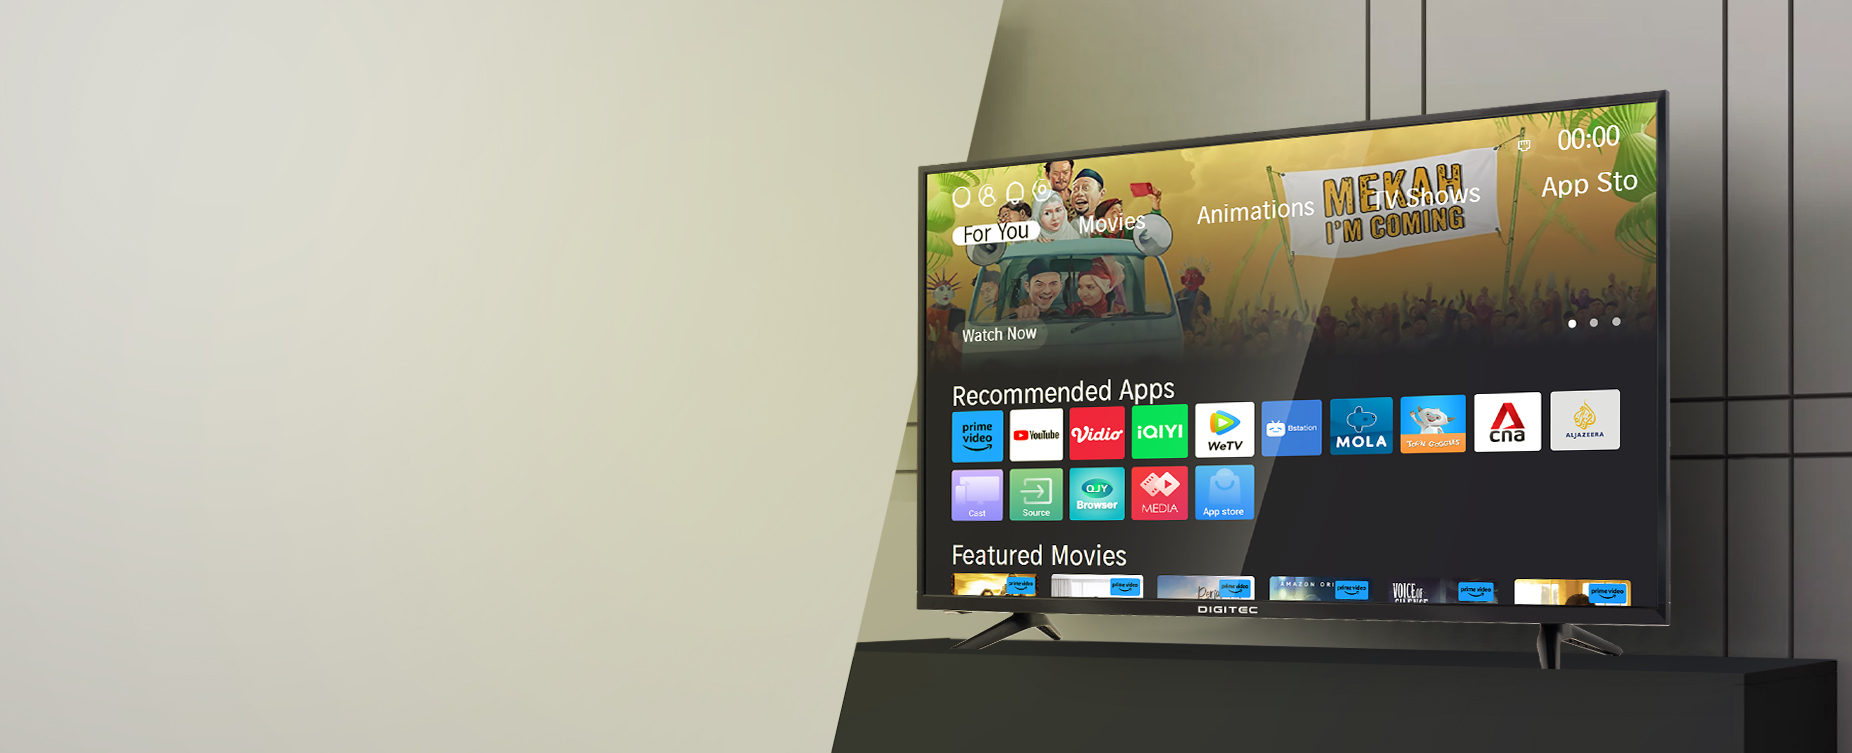 00:00
For You
Movies
Animations
TV Shows
App Sto
MEKAH
I'M COMING
Watch Now
Recommended Apps
prime video
YouTube
Vidio
iQIYI
WeTV
Bstation
MOLA
cna
ALJAZEERA
Cast
Source
QJY
Browser
MEDIA
App store
Featured Movies
prime video
prime video
prime video
AMAZON ORI
prime video
VOICE OF
SILENCE
prime video
prime video
DIGITEC